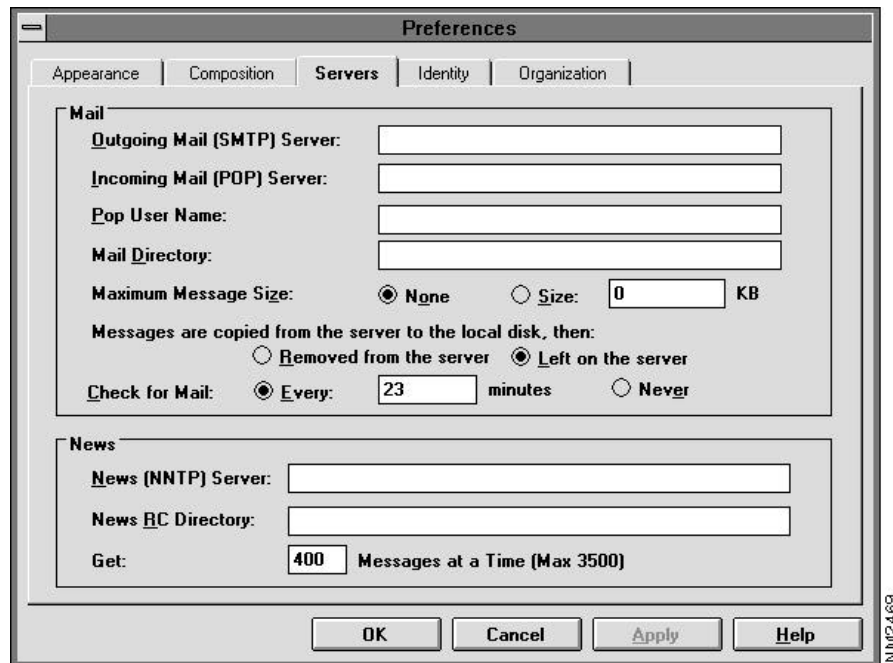 Preferences
Appearance Composition Servers Identity Organization
Mail
Outgoing Mail (SMTP) Server:
Incoming Mail (POP) Server:
Pop User Name:
Mail Directory:
Maximum Message Size: None Size: 0 KB
Messages are copied from the server to the local disk, then:
Removed from the server Left on the server
Check for Mail: Every: 23 minutes Never
News
News (NNTP) Server:
News RC Directory:
Get: 400 Messages at a Time (Max 3500)
OK Cancel Apply Help